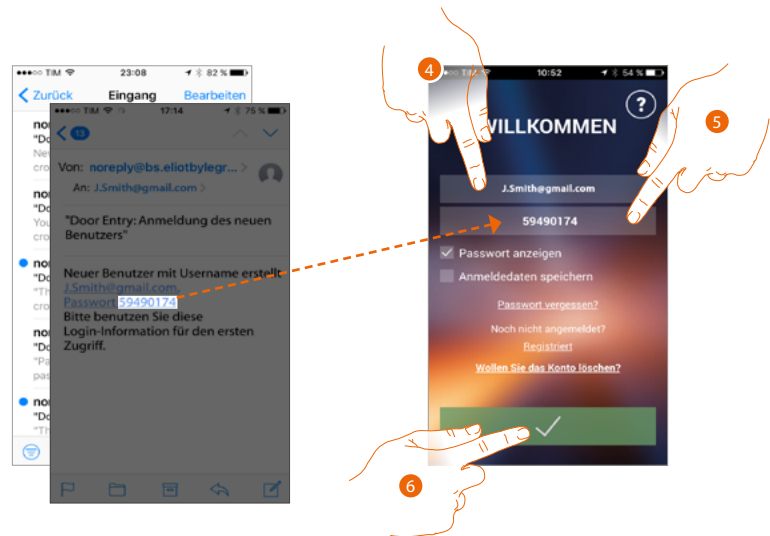 TIM 23:08 82 %
Zurück Eingang Bearbeiten
TIM 17:14 75 %
13
Von: noreply@bs.eliotbylegr...
An: J.Smith@gmail.com
"Door Entry: Anmeldung des neuen
Benutzers"
Neuer Benutzer mit Username erstellt
J.Smith@gmail.com,
Passwort 59490174
Bitte benutzen Sie diese
Login-Information für den ersten
Zugriff.
4
TIM 10:52 54 %
?
5
WILLKOMMEN
J.Smith@gmail.com
59490174
Passwort anzeigen
Anmeldedaten speichern
Passwort vergessen?
Noch nicht angemeldet?
Registriert
Wollen Sie das Konto löschen?
6